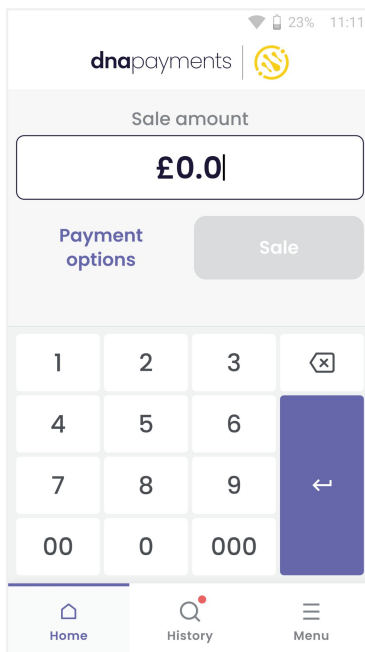 23% 11:11
dnapayments
Sale amount
£0.0
Payment
options
Sale
1 2 3
4 5 6
7 8 9
00 0 000
Home History Menu